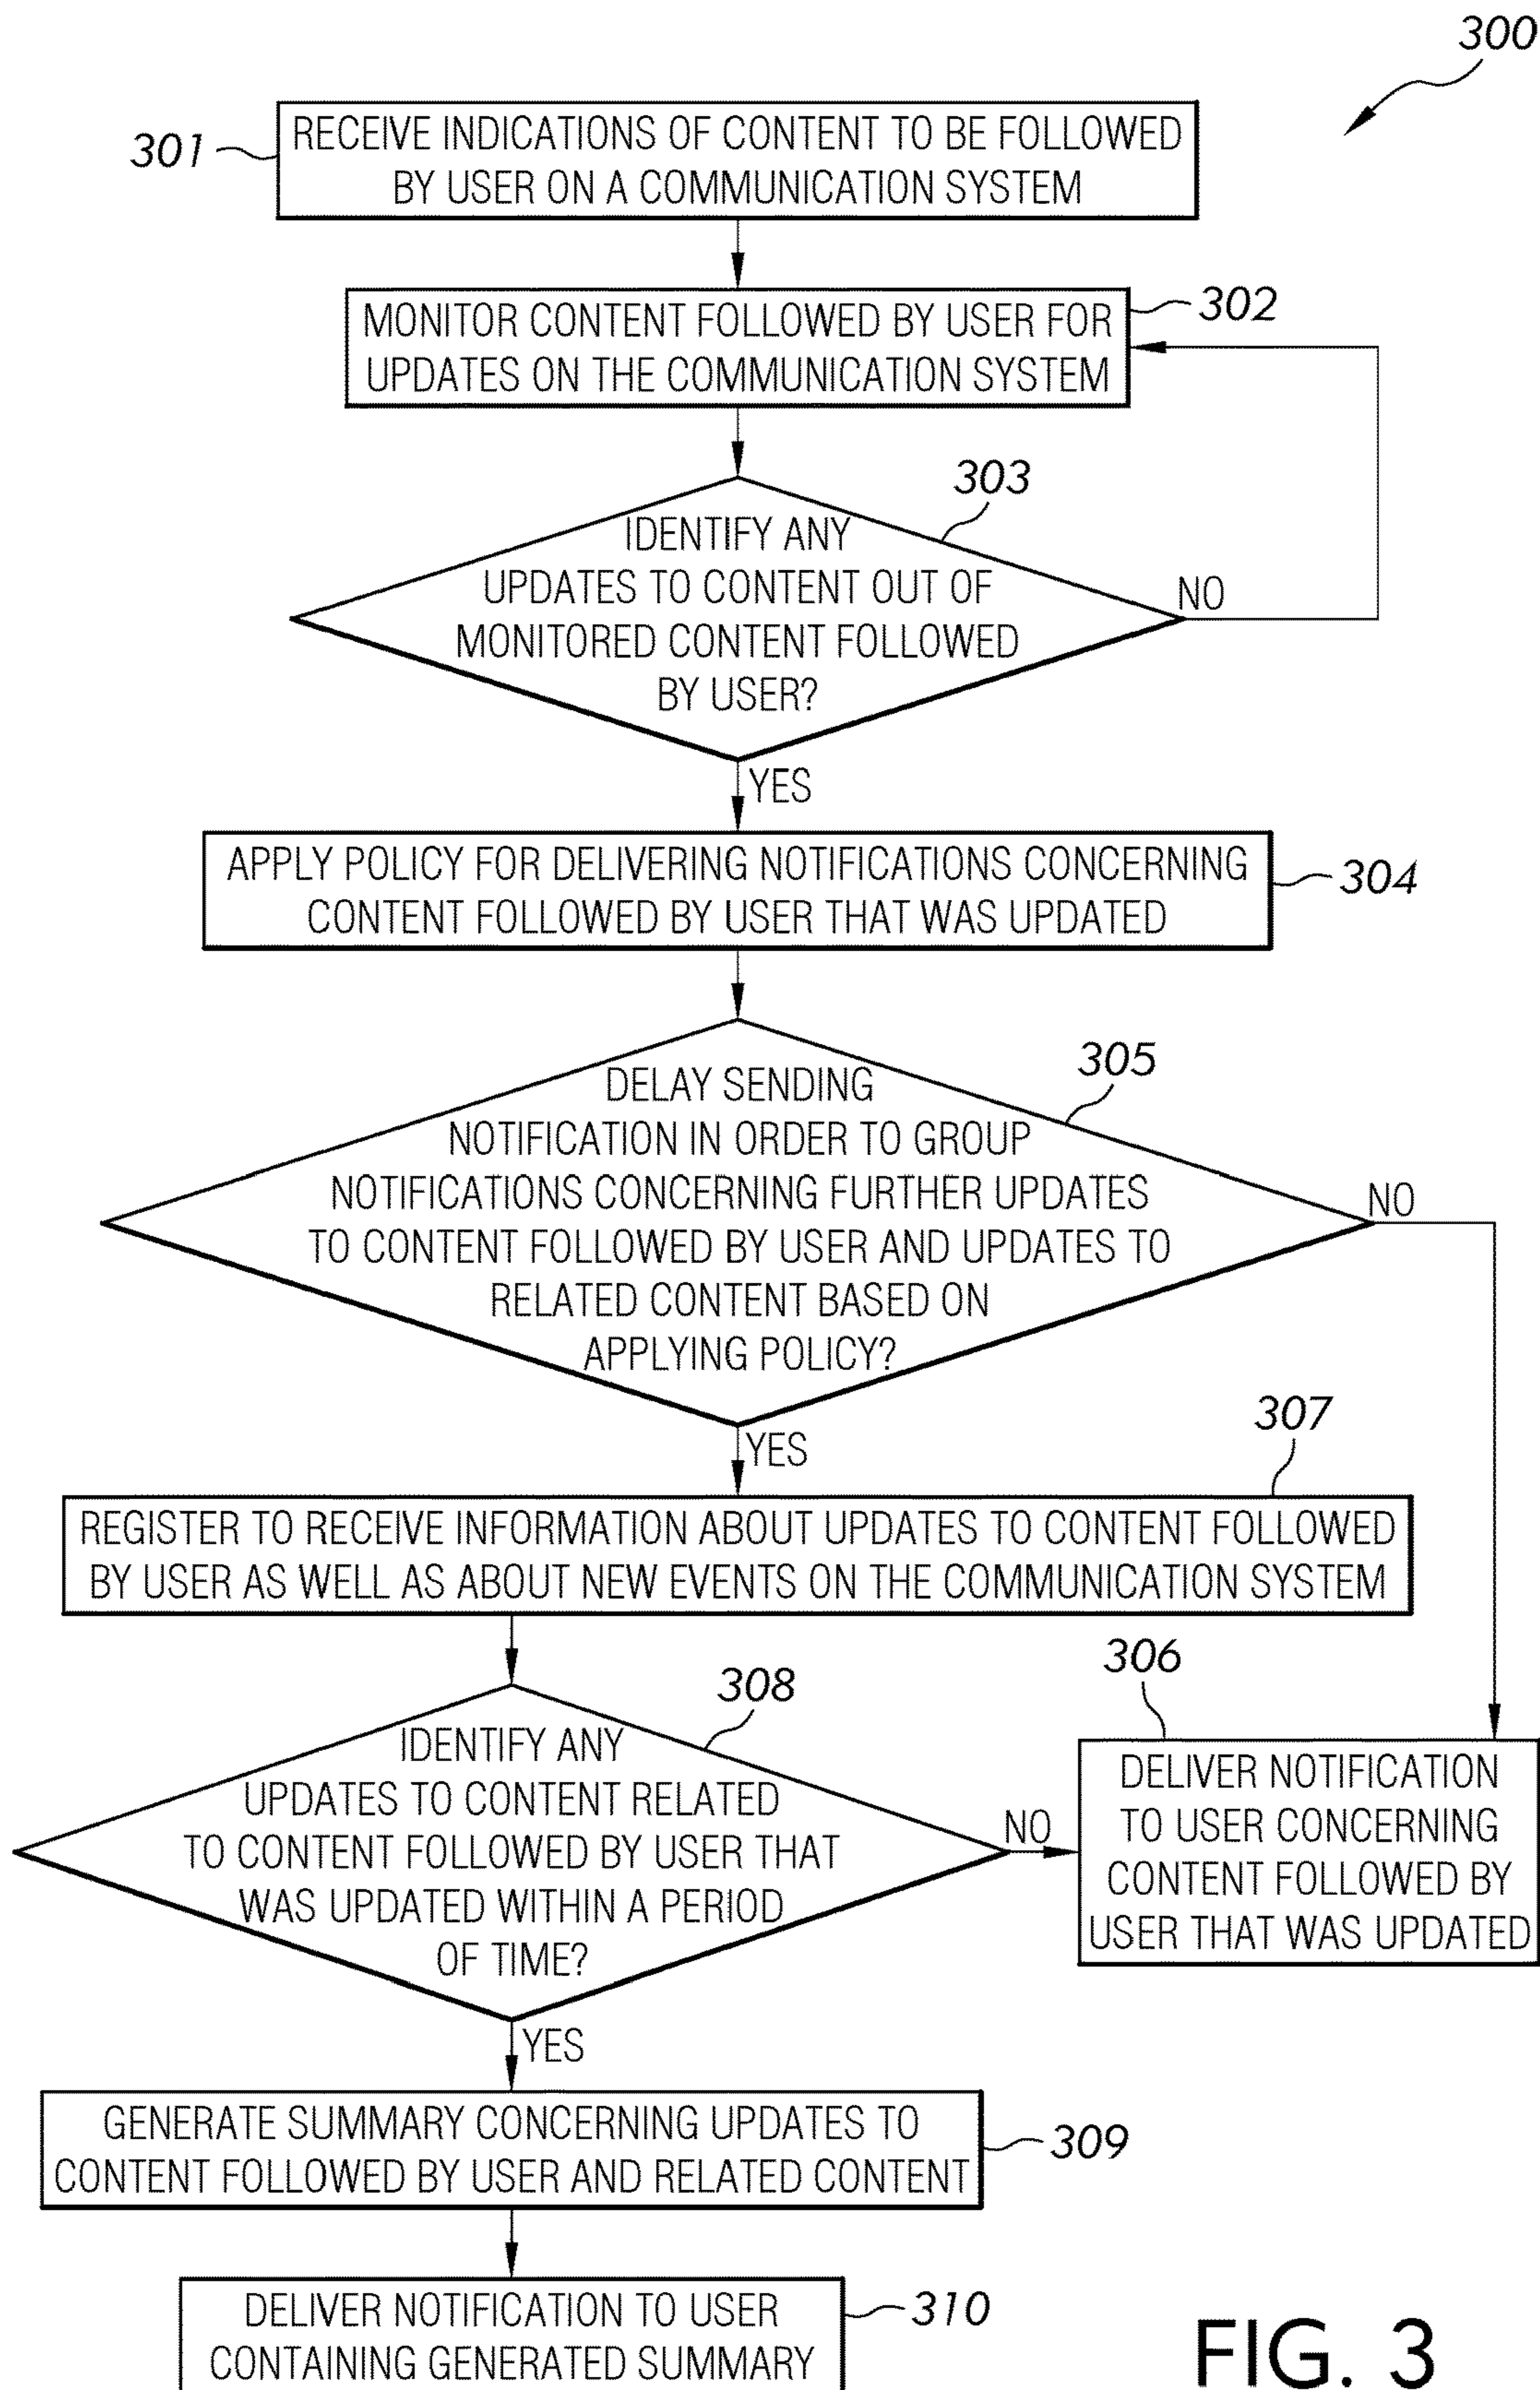 300
301
RECEIVE INDICATIONS OF CONTENT TO BE FOLLOWED
BY USER ON A COMMUNICATION SYSTEM
302
MONITOR CONTENT FOLLOWED BY USER FOR
UPDATES ON THE COMMUNICATION SYSTEM
303
IDENTIFY ANY
UPDATES TO CONTENT OUT OF
MONITORED CONTENT FOLLOWED
BY USER?
NO
YES
304
APPLY POLICY FOR DELIVERING NOTIFICATIONS CONCERNING
CONTENT FOLLOWED BY USER THAT WAS UPDATED
305
DELAY SENDING
NOTIFICATION IN ORDER TO GROUP
NOTIFICATIONS CONCERNING FURTHER UPDATES
TO CONTENT FOLLOWED BY USER AND UPDATES TO
RELATED CONTENT BASED ON
APPLYING POLICY?
NO
YES
307
REGISTER TO RECEIVE INFORMATION ABOUT UPDATES TO CONTENT FOLLOWED
BY USER AS WELL AS ABOUT NEW EVENTS ON THE COMMUNICATION SYSTEM
308
IDENTIFY ANY
UPDATES TO CONTENT RELATED
TO CONTENT FOLLOWED BY USER THAT
WAS UPDATED WITHIN A PERIOD
OF TIME?
NO
306
DELIVER NOTIFICATION
TO USER CONCERNING
CONTENT FOLLOWED BY
USER THAT WAS UPDATED
YES
309
GENERATE SUMMARY CONCERNING UPDATES TO
CONTENT FOLLOWED BY USER AND RELATED CONTENT
310
DELIVER NOTIFICATION TO USER
CONTAINING GENERATED SUMMARY
FIG. 3